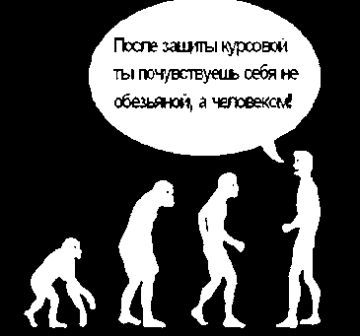 После защиты курсовой
ты почувствуешь себя не
обезьяной, а человеком!